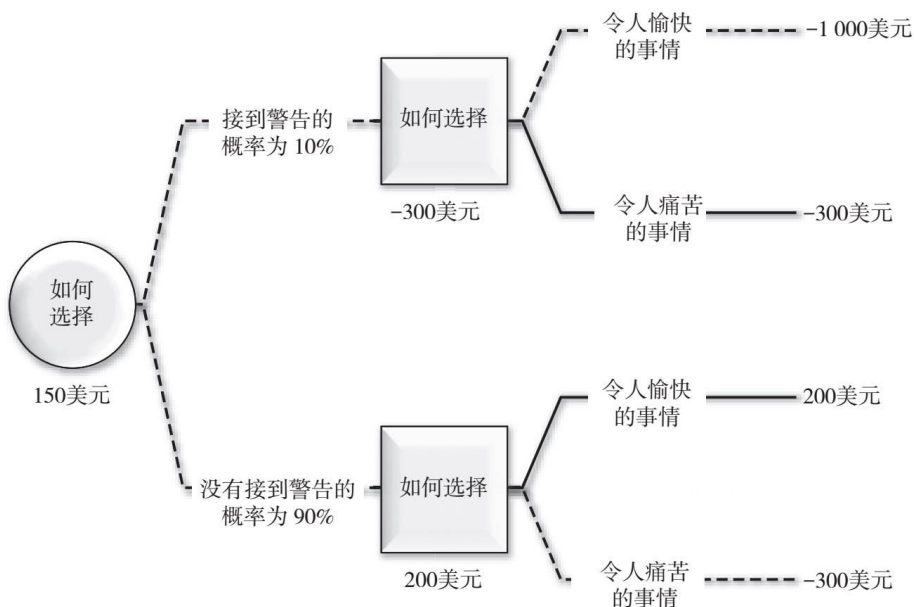 令人愉快
的事情
-1 000美元
接到警告的
概率为 10%
如何选择
-300美元
令人痛苦
的事情
-300美元
如何
选择
150美元
令人愉快
的事情
200美元
没有接到警告的
概率为 90%
如何选择
200美元
令人痛苦
的事情
-300美元